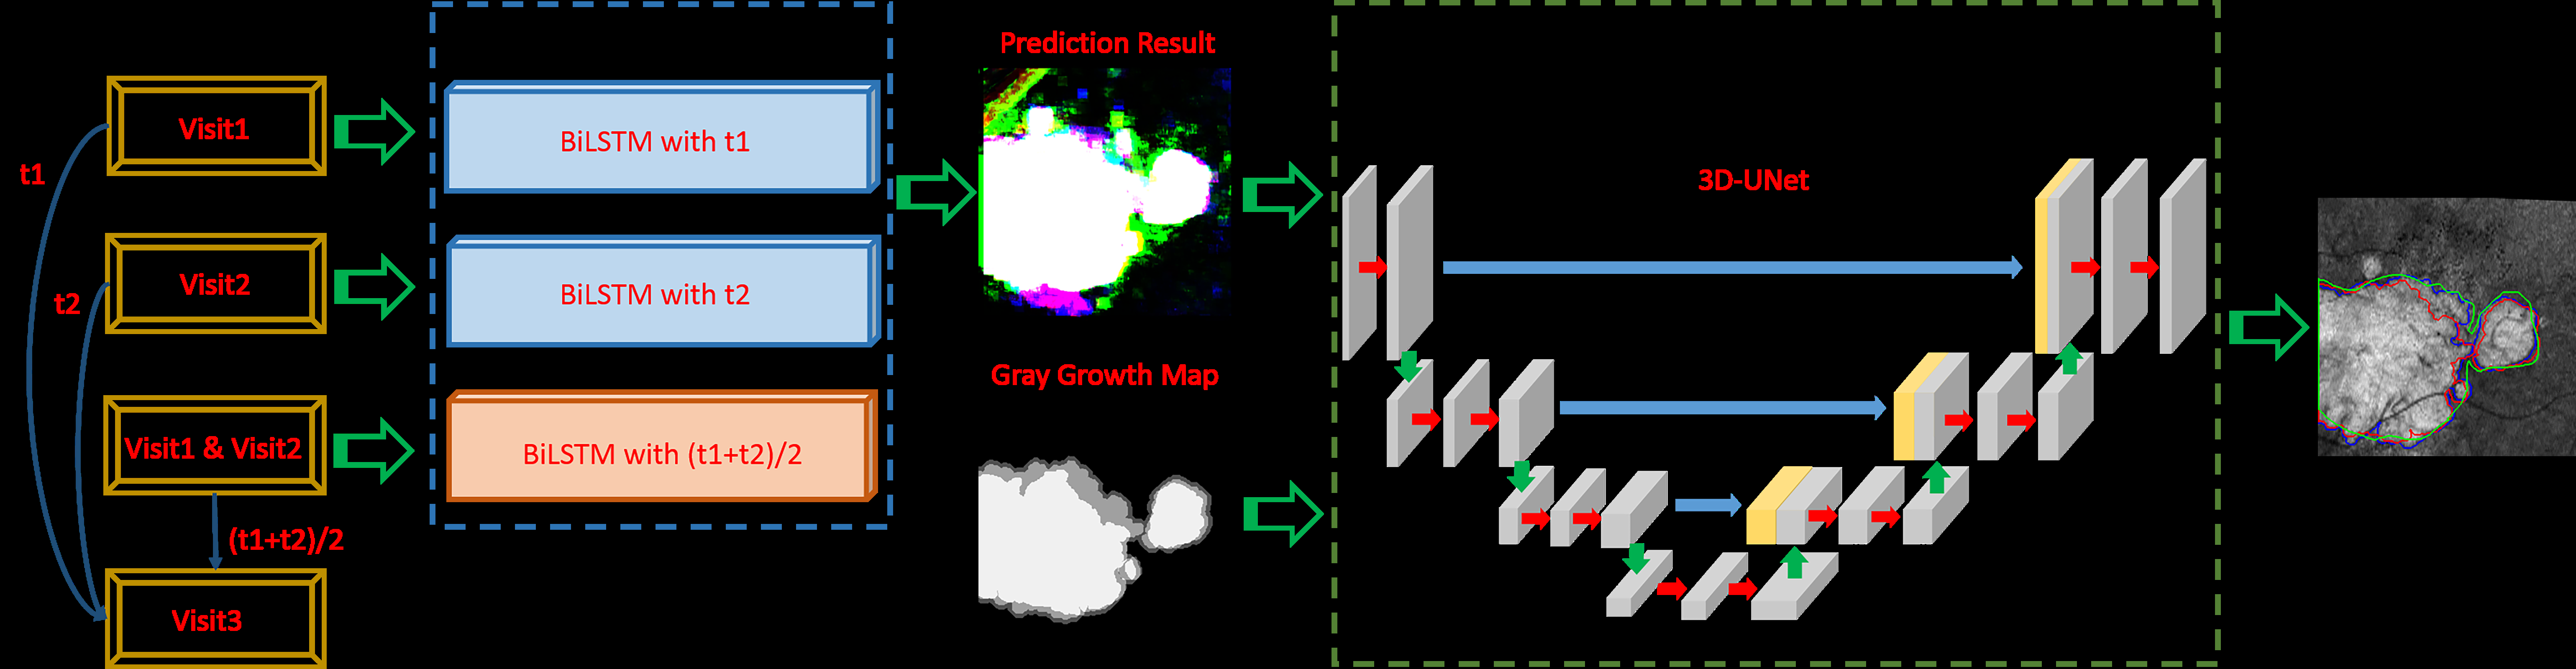 Visit1
t1
Visit2
t2
Visit1 & Visit2
(t1+t2)/2
Visit3
BiLSTM with t1
BiLSTM with t2
BiLSTM with (t1+t2)/2
Prediction Result
Gray Growth Map
3D-UNet